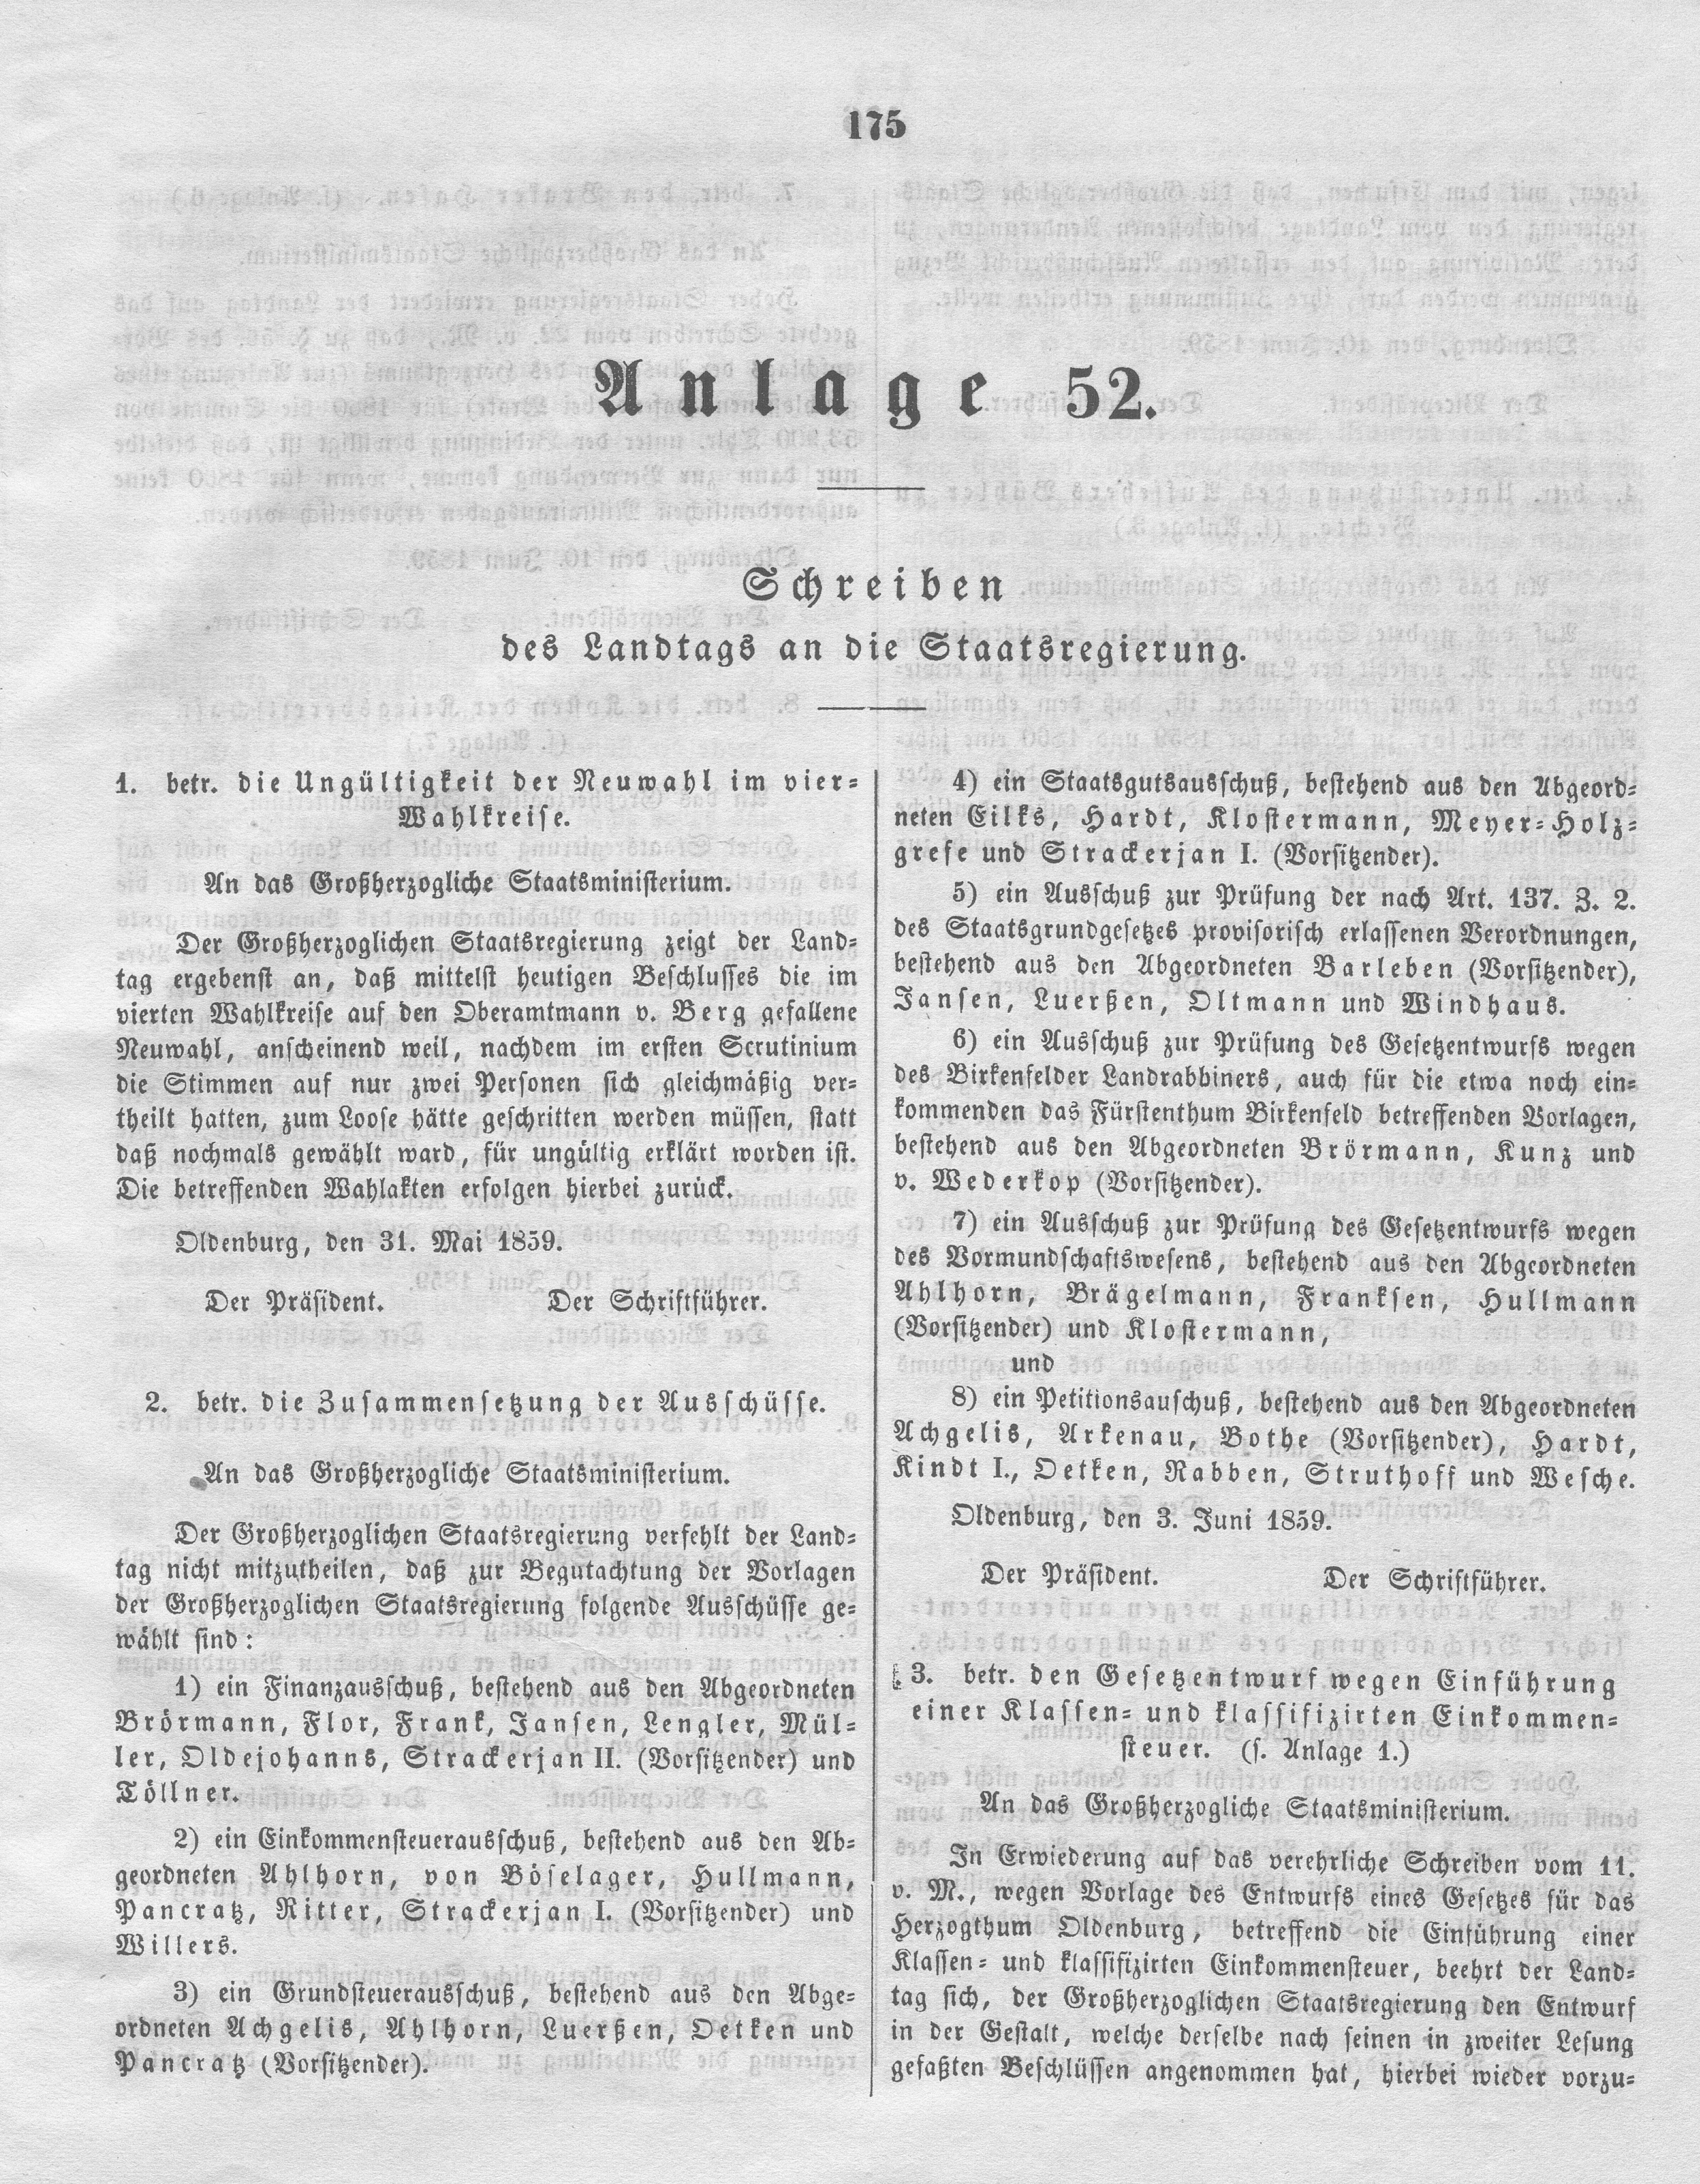 175
Anlage 52.
Schreiben
des Landtags an die Staatsregierung.
1. betr. die Ungültigkeit der Neuwahl im vier-
Wahlkreise.
An das Großherzogliche Staatsministerium.
Der Großherzoglichen Staatsregierung zeigt der Land-
tag ergebenst an, daß mittelst heutigen Beschlusses die im
vierten Wahlkreise auf den Oberamtmann v. Berg gefallene
Neuwahl, anscheinend weil, nachdem im ersten Scrutinium
die Stimmen auf nur zwei Personen sich gleichmäßig ver-
theilt hatten, zum Loose hätte geschritten werden müssen, statt
daß nochmals gewählt ward, für ungültig erklärt worden ist.
Die betreffenden Wahlakten erfolgen hierbei zurück.
Oldenburg, den 31. Mai 1859.
Der Präsident. Der Schriftführer.
2. betr. die Zusammensetzung der Ausschüsse.
An das Großherzogliche Staatsministerium.
Der Großherzoglichen Staatsregierung verfehlt der Land-
tag nicht mitzutheilen, daß zur Begutachtung der Vorlagen
der Großherzoglichen Staatsregierung folgende Ausschüsse ge-
wählt sind:
1) ein Finanzausschuß, bestehend aus den Abgeordneten
Brörmann, Flor, Frank, Jansen, Lengler, Mül-
ler, Oldejohanns, Strackerjan II. (Vorsitzender) und
Töllner.
2) ein Einkommensteuerausschuß, bestehend aus den Ab-
geordneten Ahlhorn, von Böselager, Hullmann,
Pancratz, Ritter, Strackerjan I. (Vorsitzender) und
Willers.
3) ein Grundsteuerausschuß, bestehend aus den Abge-
ordneten Achgelis, Ahlhorn, Luerßen, Oetken und
Pancratz (Vorsitzender).
4) ein Staatsgutsausschuß, bestehend aus den Abgeord-
neten Eilks, Hardt, Klostermann, Meyer-Holz-
grefe und Strackerjan I. (Vorsitzender).
5) ein Ausschuß zur Prüfung der nach Art. 137. Z. 2.
des Staatsgrundgesetzes provisorisch erlassenen Verordnungen,
bestehend aus den Abgeordneten Barleben (Vorsitzender),
Jansen, Luerßen, Oltmann und Windhaus.
6) ein Ausschuß zur Prüfung des Gesetzentwurfs wegen
des Birkenfelder Landrabbiners, auch für die etwa noch ein-
kommenden das Fürstenthum Birkenfeld betreffenden Vorlagen,
bestehend aus den Abgeordneten Brörmann, Kunz und
v. Wederkop (Vorsitzender).
7) ein Ausschuß zur Prüfung des Gesetzentwurfs wegen
des Vormundschaftswesens, bestehend aus den Abgeordneten
Ahlhorn, Brägelmann, Franksen, Hullmann
(Vorsitzender) und Klostermann,
und
8) ein Petitionsauschuß, bestehend aus den Abgeordneten
Achgelis, Arkenau, Bothe (Vorsitzender), Hardt,
Kindt I., Oetken, Rabben, Struthoff und Wesche.
Oldenburg, den 3. Juni 1859.
Der Präsident. Der Schriftführer.
3. betr. den Gesetzentwurf wegen Einführung
einer Klassen- und klassifizirten Einkommen-
steuer. (s. Anlage 1.)
An das Großherzogliche Staatsministerium.
In Erwiederung auf das verehrliche Schreiben vom 11.
v. M., wegen Vorlage des Entwurfs eines Gesetzes für das
Herzogthum Oldenburg, betreffend die Einführung einer
Klassen- und klassifizirten Einkommensteuer, beehrt der Land-
tag sich, der Großherzoglichen Staatsregierung den Entwurf
in der Gestalt, welche derselbe nach seinen in zweiter Lesung
gefaßten Beschlüssen angenommen hat, hierbei wieder vorzu-